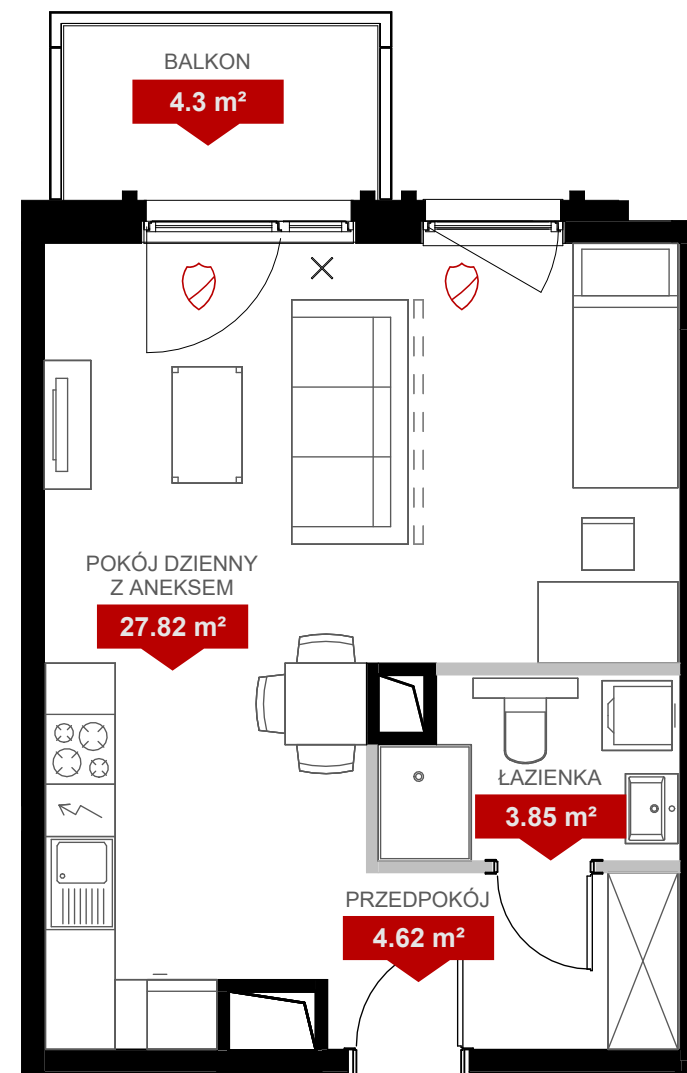 BALKON
4.3 m²
POKÓJ DZIENNY
Z ANEKSEM
27.82 m²
ŁAZIENKA
3.85 m²
PRZEDPOKÓJ
4.62 m²